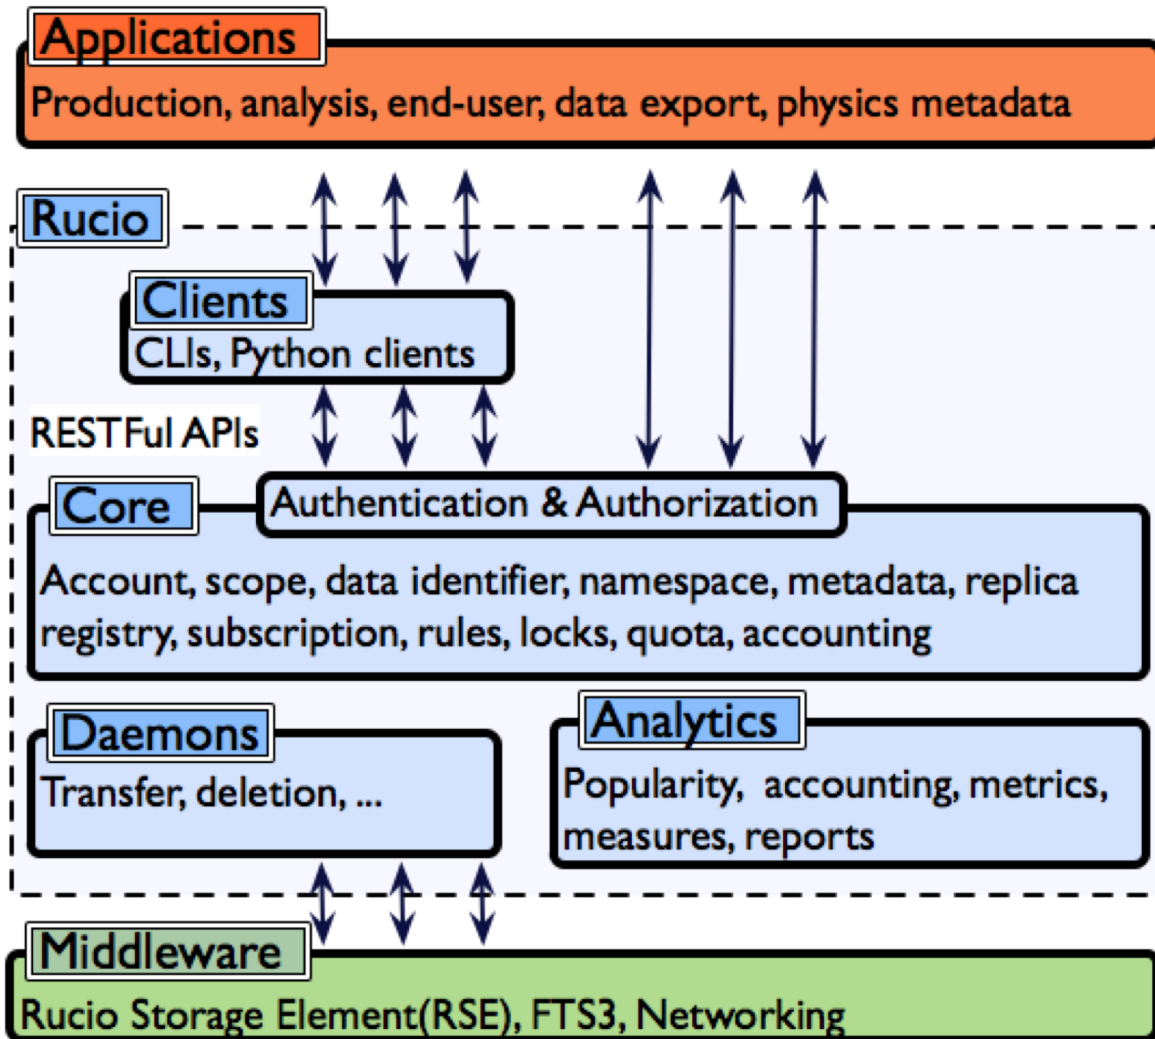 Applications
Production, analysis, end-user, data export, physics metadata
Rucio
Clients
CLIs, Python clients
RESTFul APIs
Core
Authentication & Authorization
Account, scope, data identifier, namespace, metadata, replica
registry, subscription, rules, locks, quota, accounting
Daemons
Transfer, deletion, ...
Analytics
Popularity, accounting, metrics,
measures, reports
Middleware
Rucio Storage Element(RSE), FTS3, Networking